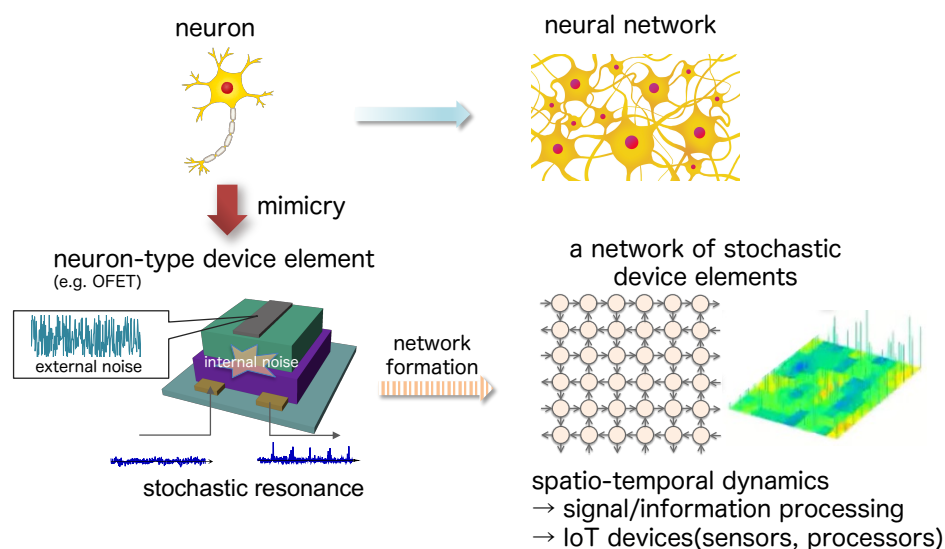 neuron
neural network
mimicry
neuron-type device element
(e.g. OFET)
external noise
internal noise
stochastic resonance
network
formation
a network of stochastic
device elements
spatio-temporal dynamics
→ signal/information processing
→ IoT devices(sensors, processors)